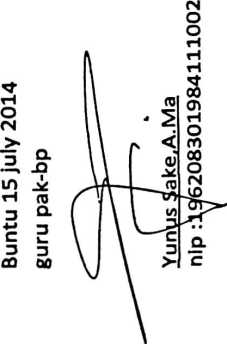 Buntu 15 july 2014
guru pak-bp
Yunus Sake,A.Ma
nip :196208301984111002